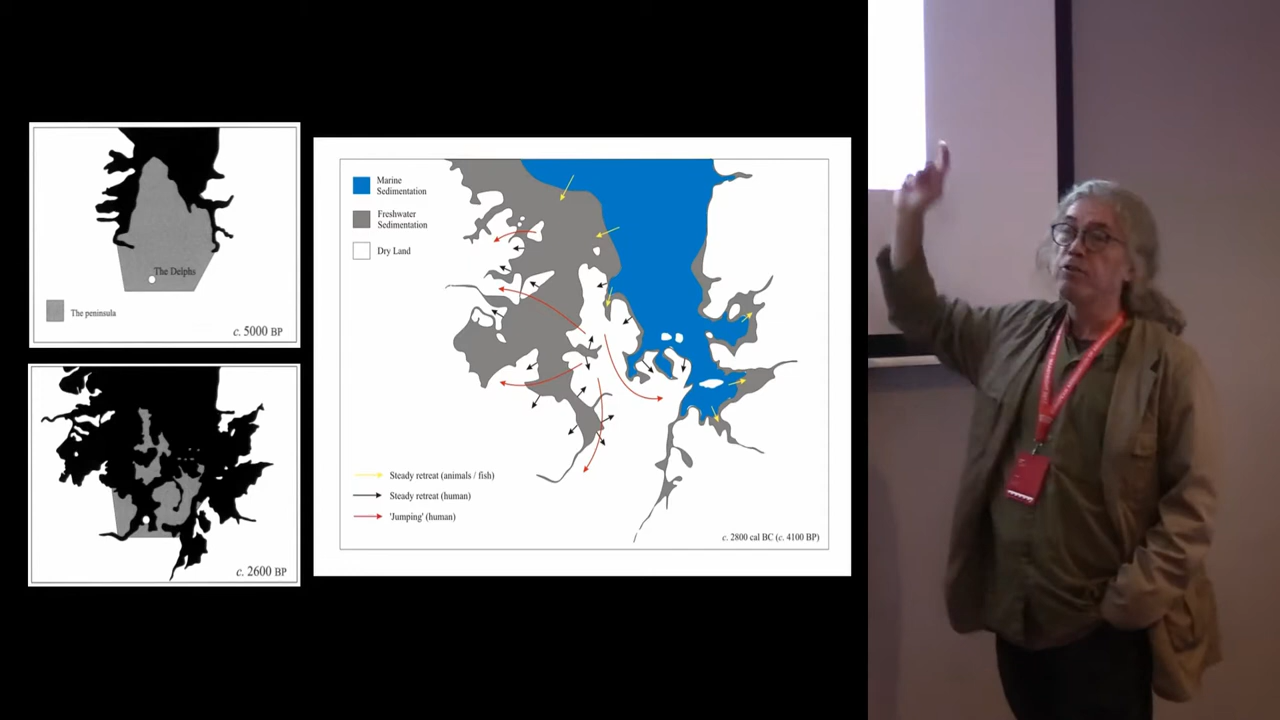 The Delphs
The peninsula
c. 5000 BP
c. 2600 BP
Marine
Sedimentation
Freshwater
Sedimentation
Dry Land
Steady retreat (animals / fish)
Steady retreat (human)
'Jumping' (human)
c. 2800 cal BC (c. 4100 BP)